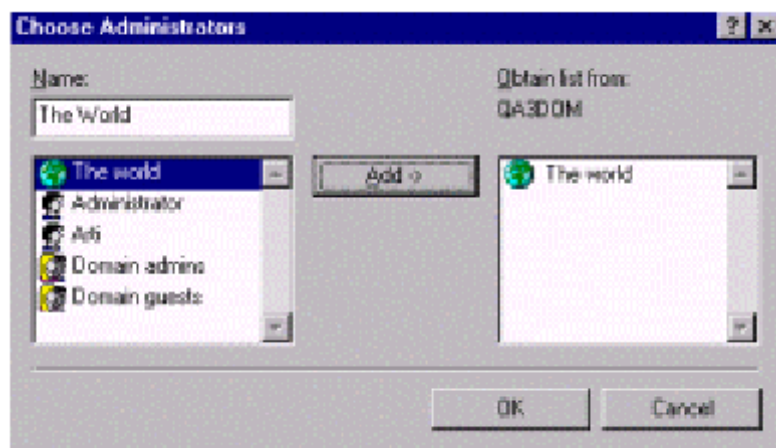 Choose Administrators
Name:
Obtain list from:
The World
QA3DOM
The world
Administrator
Arti
Domain admins
Domain guests
Add ->
The world
OK
Cancel